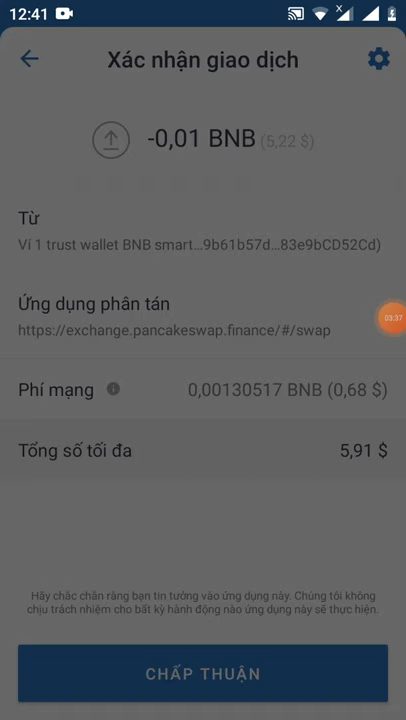 12:41
Xác nhận giao dịch
-0,01 BNB (5,22 $)
Từ
Ví 1 trust wallet BNB smart...9b61b57d...83e9bCD52Cd)
Ứng dụng phân tán
https://exchange.pancakeswap.finance/#/swap
03:37
Phí mạng 0,00130517 BNB (0,68 $)
Tổng số tối đa 5,91 $
Hãy chắc chắn rằng bạn tin tưởng vào ứng dụng này. Chúng tôi không
chịu trách nhiệm cho bất kỳ hành động nào ứng dụng này sẽ thực hiện.
CHẤP THUẬN